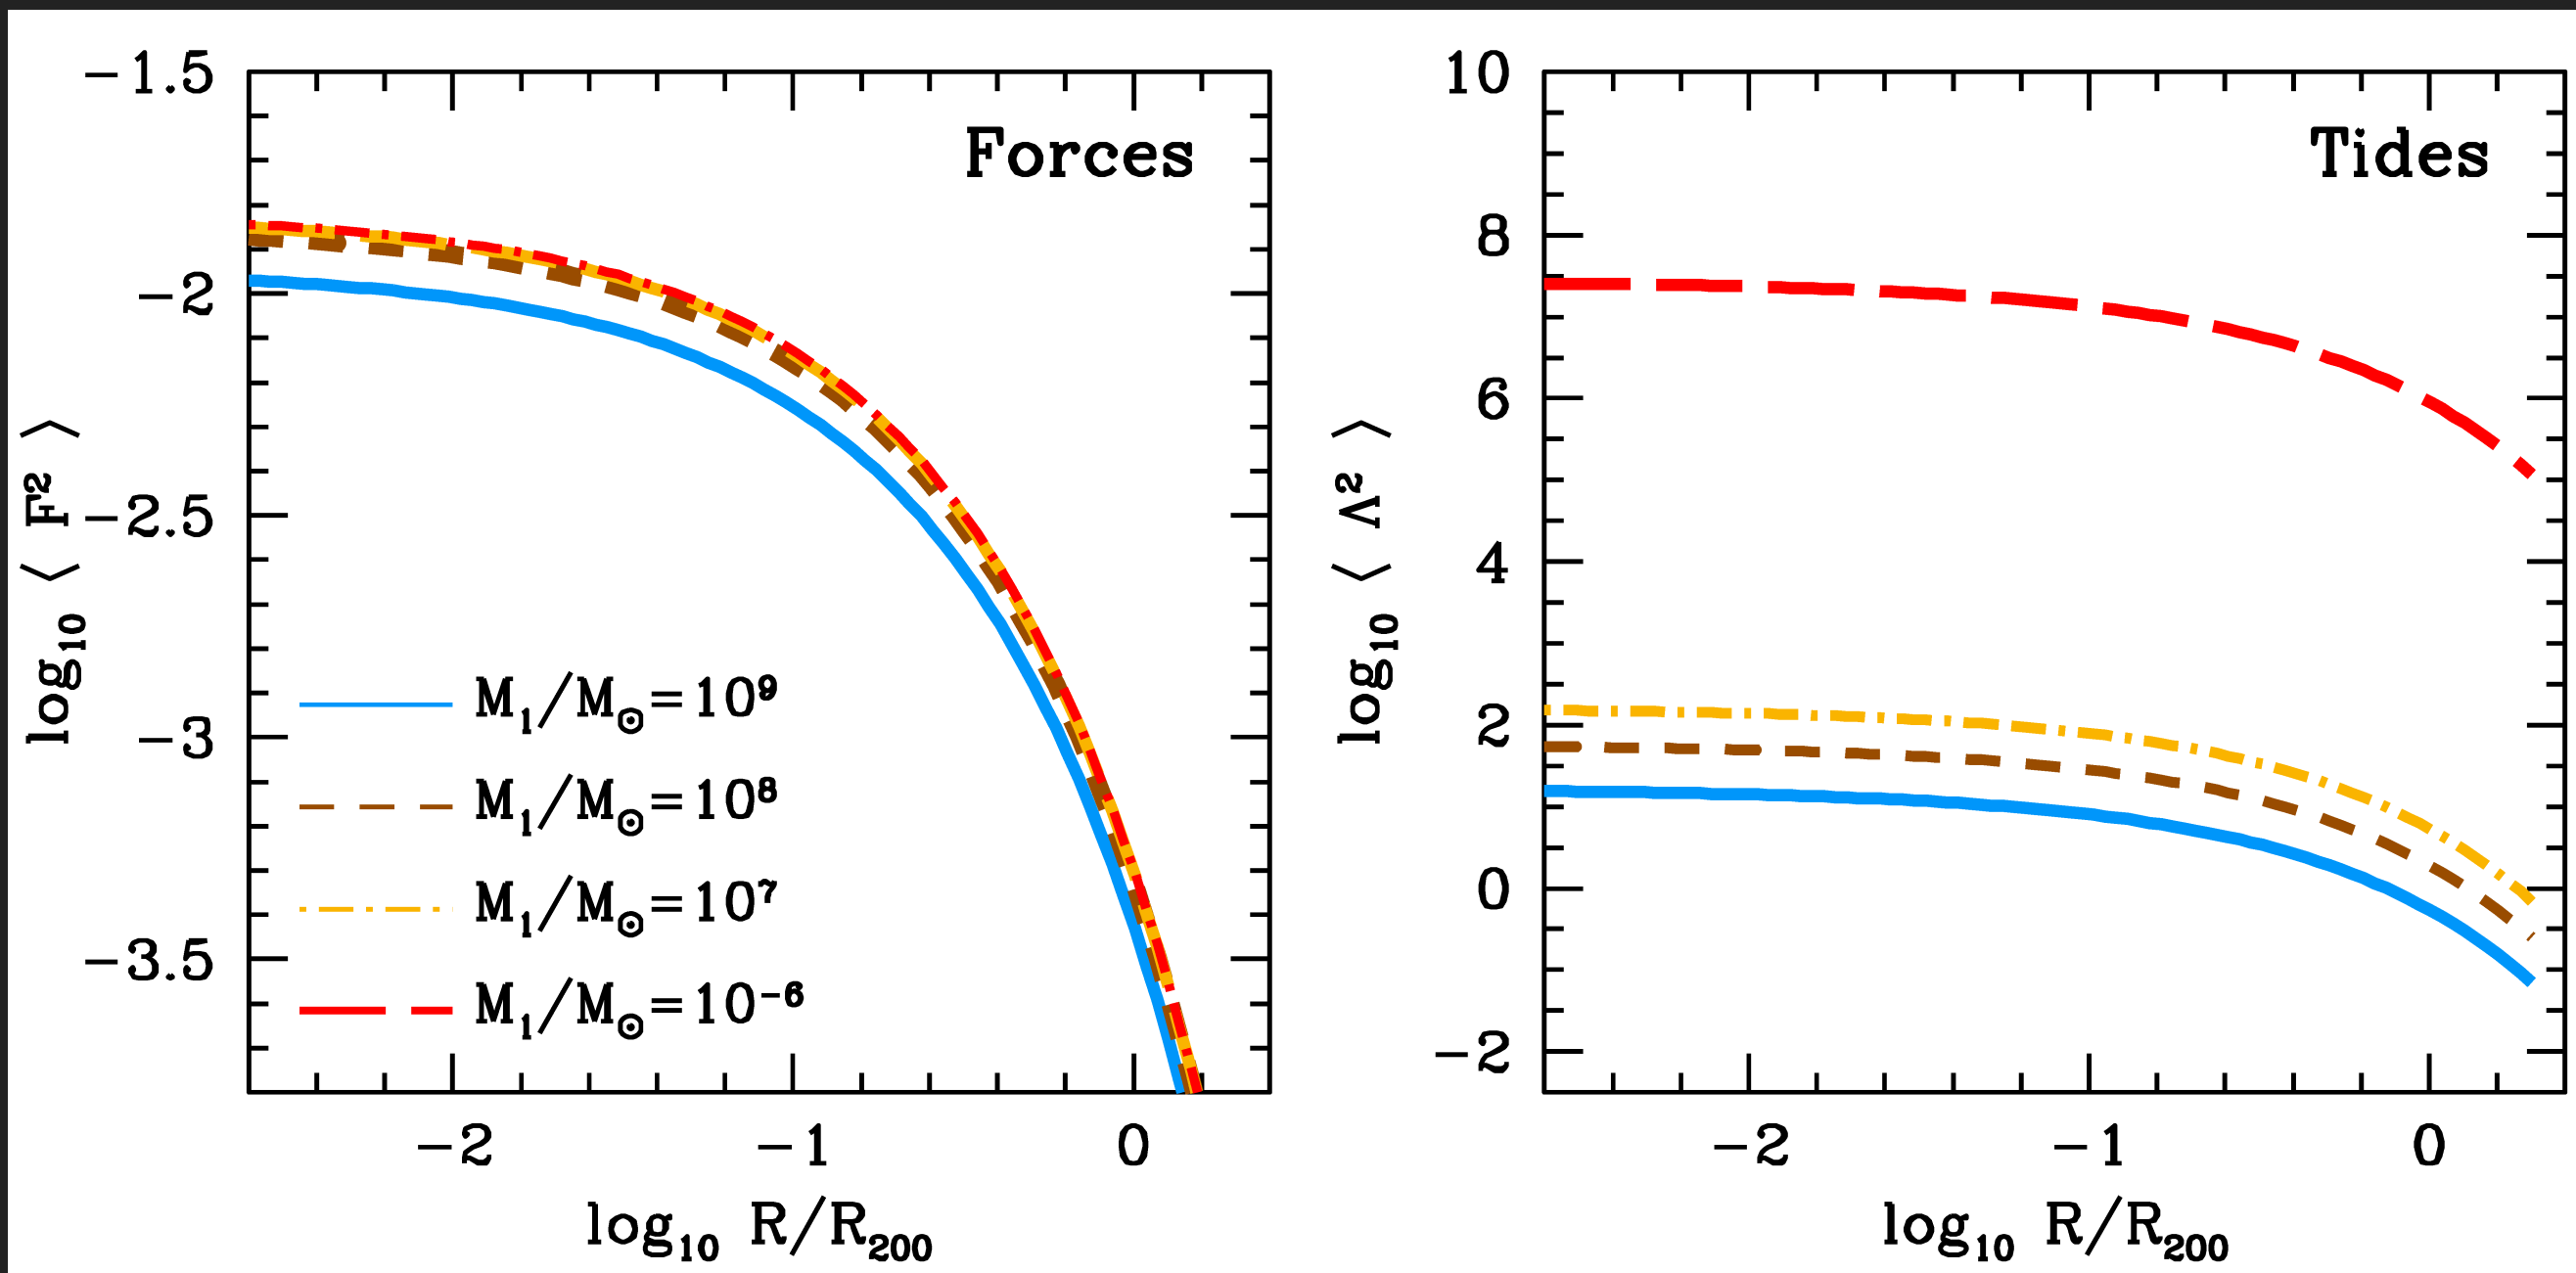 Forces
−1.5
−2
−2.5
−3
−3.5
log₁₀ ⟨ F² ⟩
M₁/M⊙=10⁹
M₁/M⊙=10⁸
M₁/M⊙=10⁷
M₁/M⊙=10⁻⁶
−2 −1 0
log₁₀ R/R₂₀₀
Tides
10
8
6
4
2
0
−2
log₁₀ ⟨ Λ² ⟩
−2 −1 0
log₁₀ R/R₂₀₀